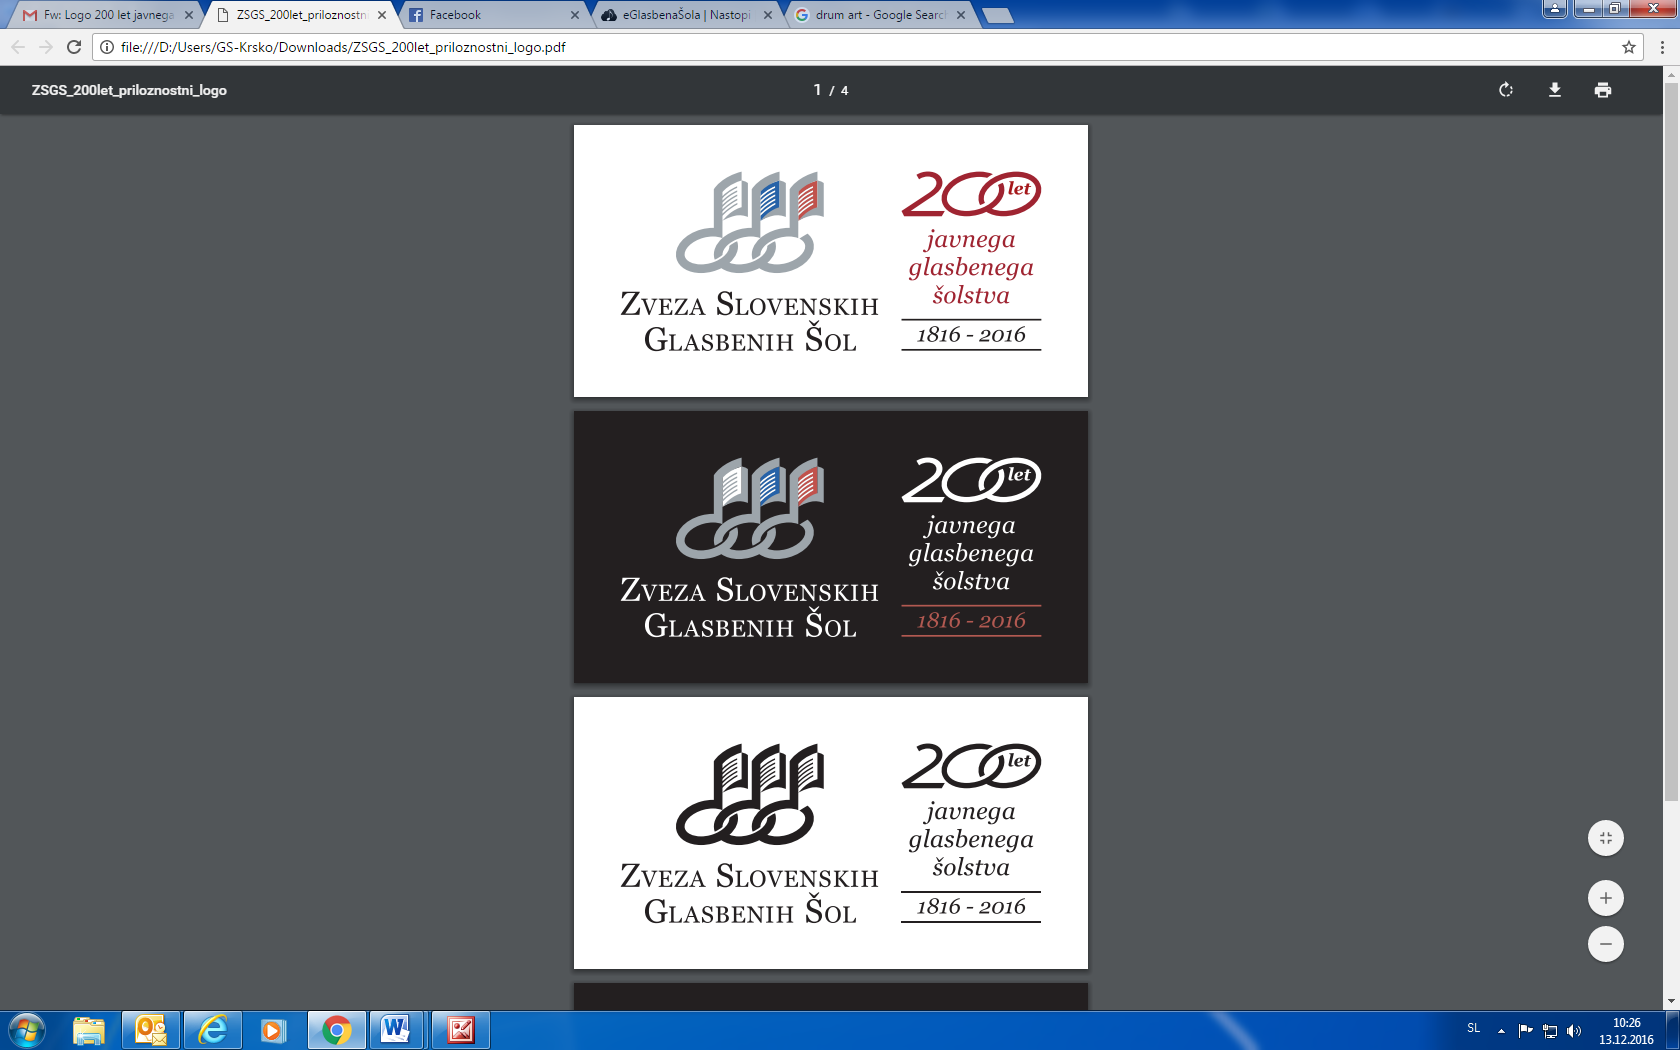 Fw: Logo 200 let javnega
ZSGS_200let_priloznostni
Facebook
eGlasbenaŠola | Nastopi
drum art - Google Search
file:///D:/Users/GS-Krsko/Downloads/ZSGS_200let_priloznostni_logo.pdf
ZSGS_200let_priloznostni_logo
1 / 4
200 let
javnega
glasbenega
šolstva
1816 - 2016
Zveza Slovenskih
Glasbenih Šol
200 let
javnega
glasbenega
šolstva
1816 - 2016
Zveza Slovenskih
Glasbenih Šol
200 let
javnega
glasbenega
šolstva
1816 - 2016
Zveza Slovenskih
Glasbenih Šol
SL
10:26
13.12.2016